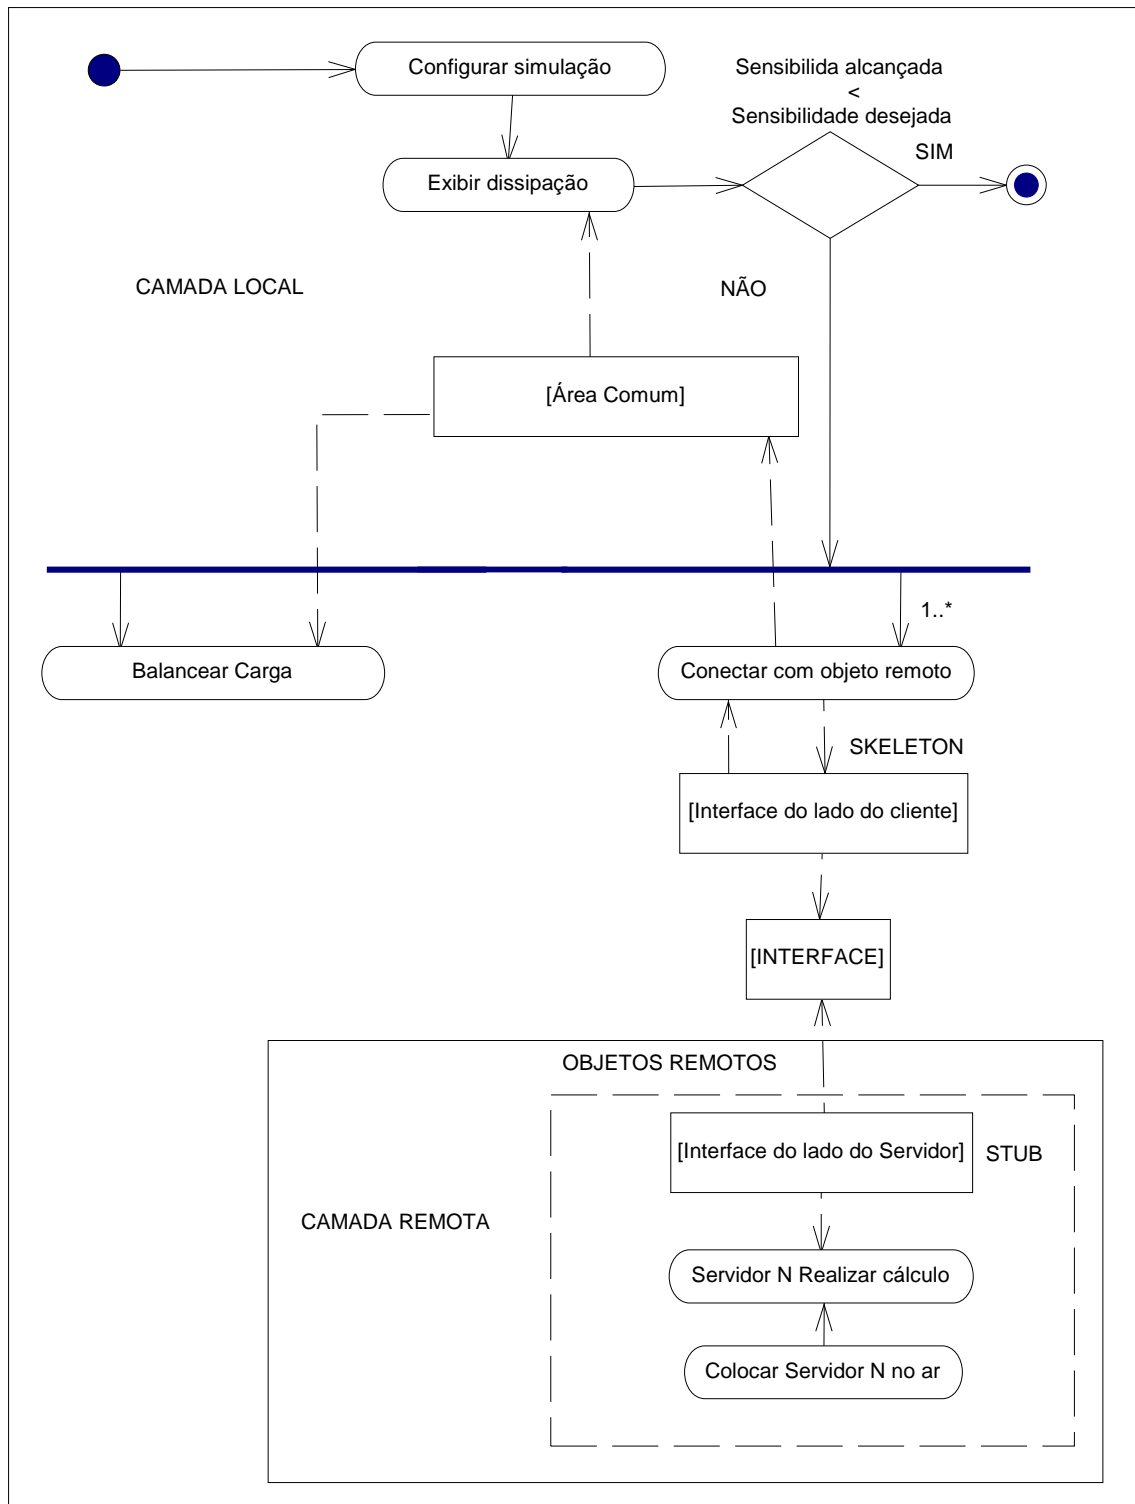 Configurar simulação
Sensibilida alcançada
<
Sensibilidade desejada
SIM
Exibir dissipação
CAMADA LOCAL
NÃO
[Área Comum]
1..*
Balancear Carga
Conectar com objeto remoto
SKELETON
[Interface do lado do cliente]
[INTERFACE]
OBJETOS REMOTOS
[Interface do lado do Servidor]
STUB
CAMADA REMOTA
Servidor N Realizar cálculo
Colocar Servidor N no ar